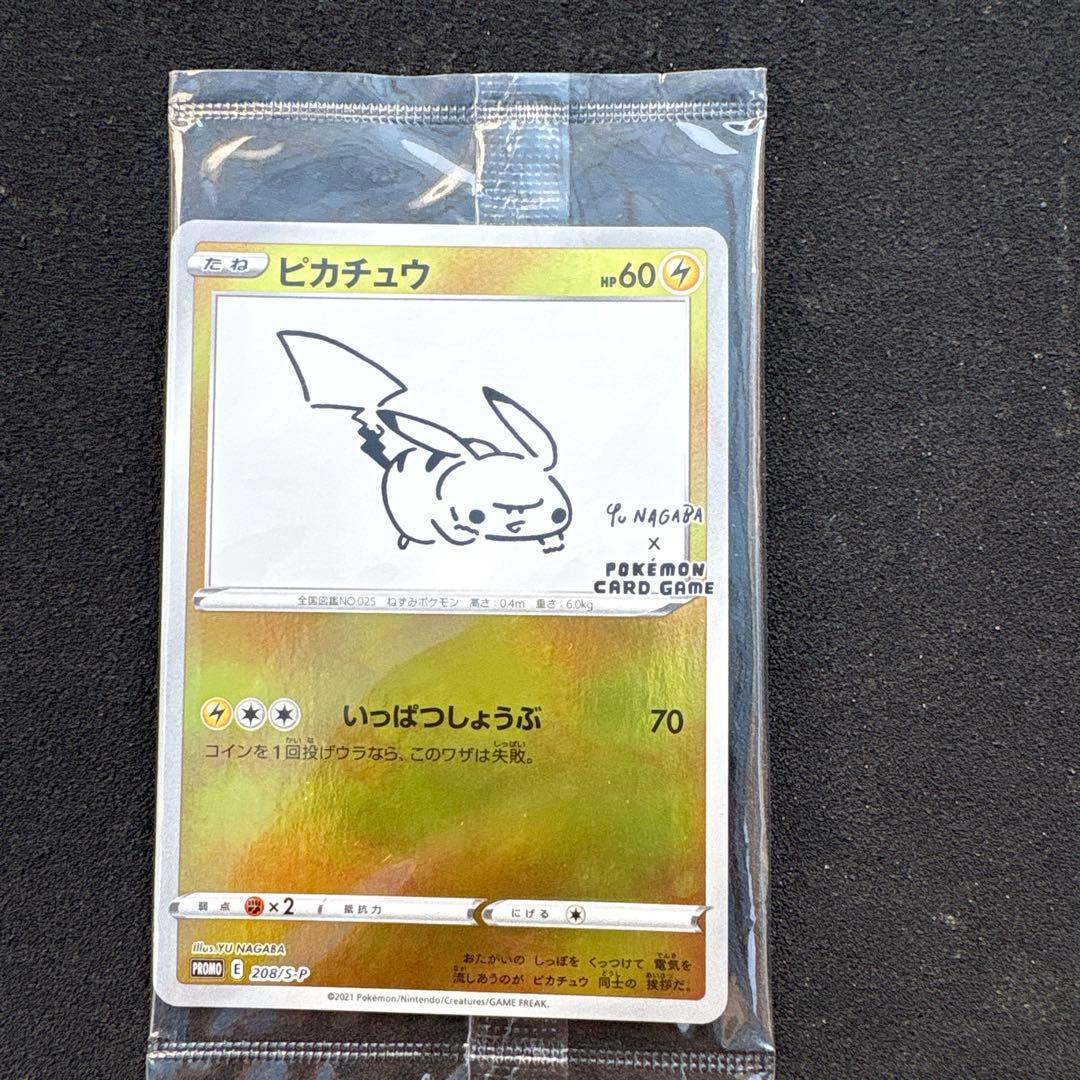 たね ピカチュウ HP60
Yu NAGABA
×
POKÉMON
CARD GAME
全国図鑑NO.025 ねずみポケモン 高さ:0.4m 重さ:6.0kg
いっぱつしょうぶ 70
コインを1回投げウラなら、このワザは失敗。
弱点 ×2 抵抗力 にげる
Illus. YU NAGABA
PROMO E 208/S-P
おたがいの しっぽを くっつけて 電気を
流しあうのが ピカチュウ 同士の 挨拶だ。
©2021 Pokémon/Nintendo/Creatures/GAME FREAK.